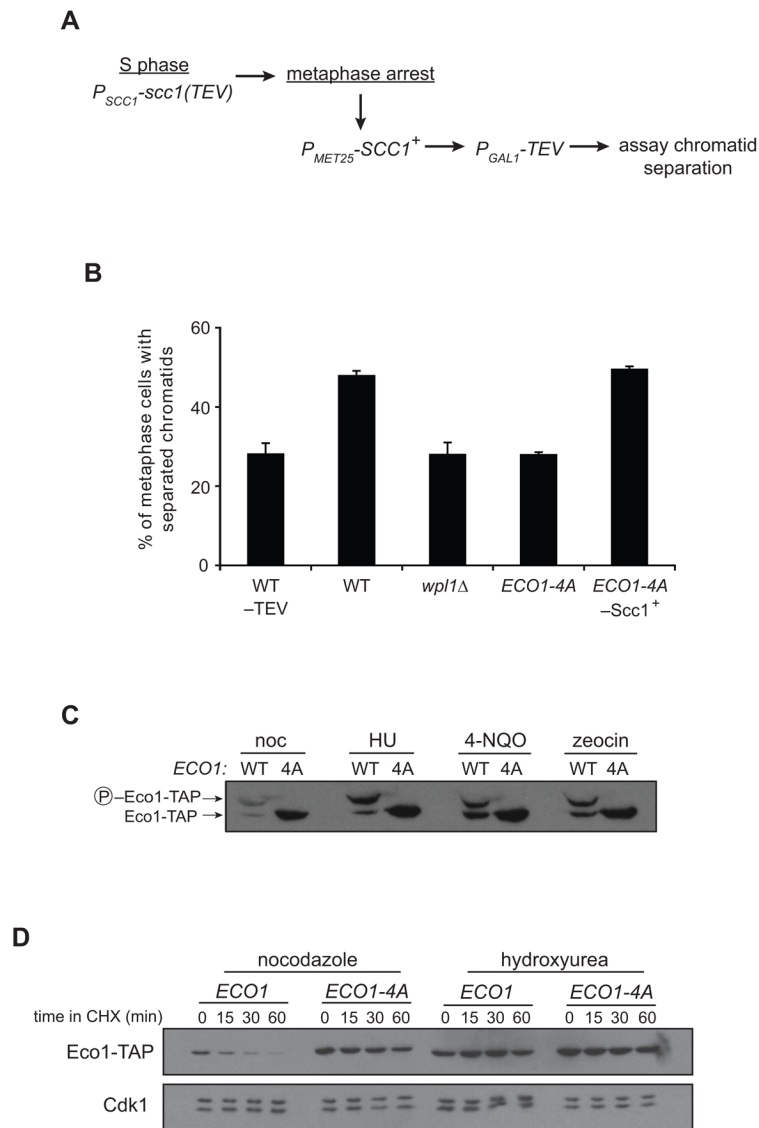 A
S phase
metaphase arrest
P_SCC1-scc1(TEV)
P_MET25-SCC1+
P_GAL1-TEV
assay chromatid
separation
B
% of metaphase cells with
separated chromatids
60
40
20
0
WT
–TEV
WT
wpl1Δ
ECO1-4A
ECO1-4A
–Scc1+
C
noc HU 4-NQO zeocin
ECO1: WT 4A WT 4A WT 4A WT 4A
Ⓟ–Eco1-TAP
Eco1-TAP
D
nocodazole hydroxyurea
ECO1 ECO1-4A ECO1 ECO1-4A
time in CHX (min) 0 15 30 60 0 15 30 60 0 15 30 60 0 15 30 60
Eco1-TAP
Cdk1